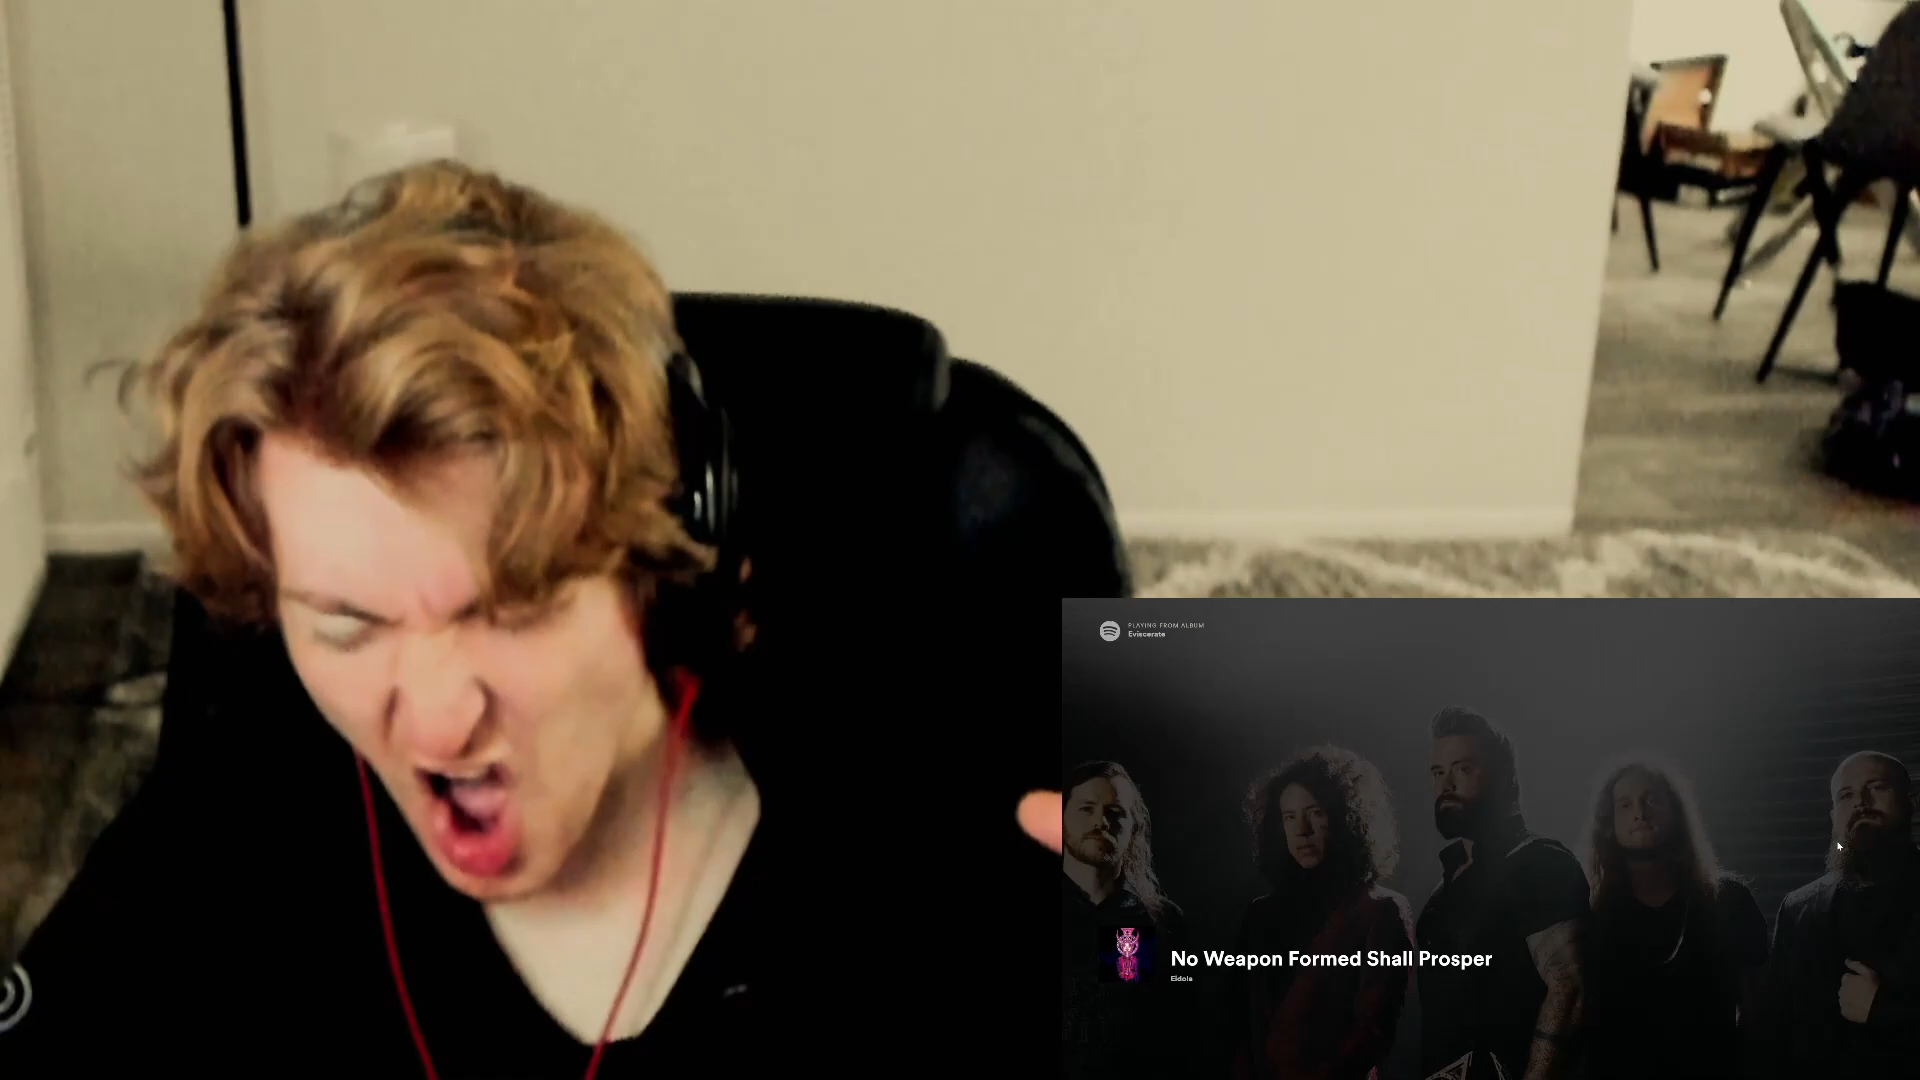 PLAYING FROM ALBUM
Eviscerate
No Weapon Formed Shall Prosper
Eidola